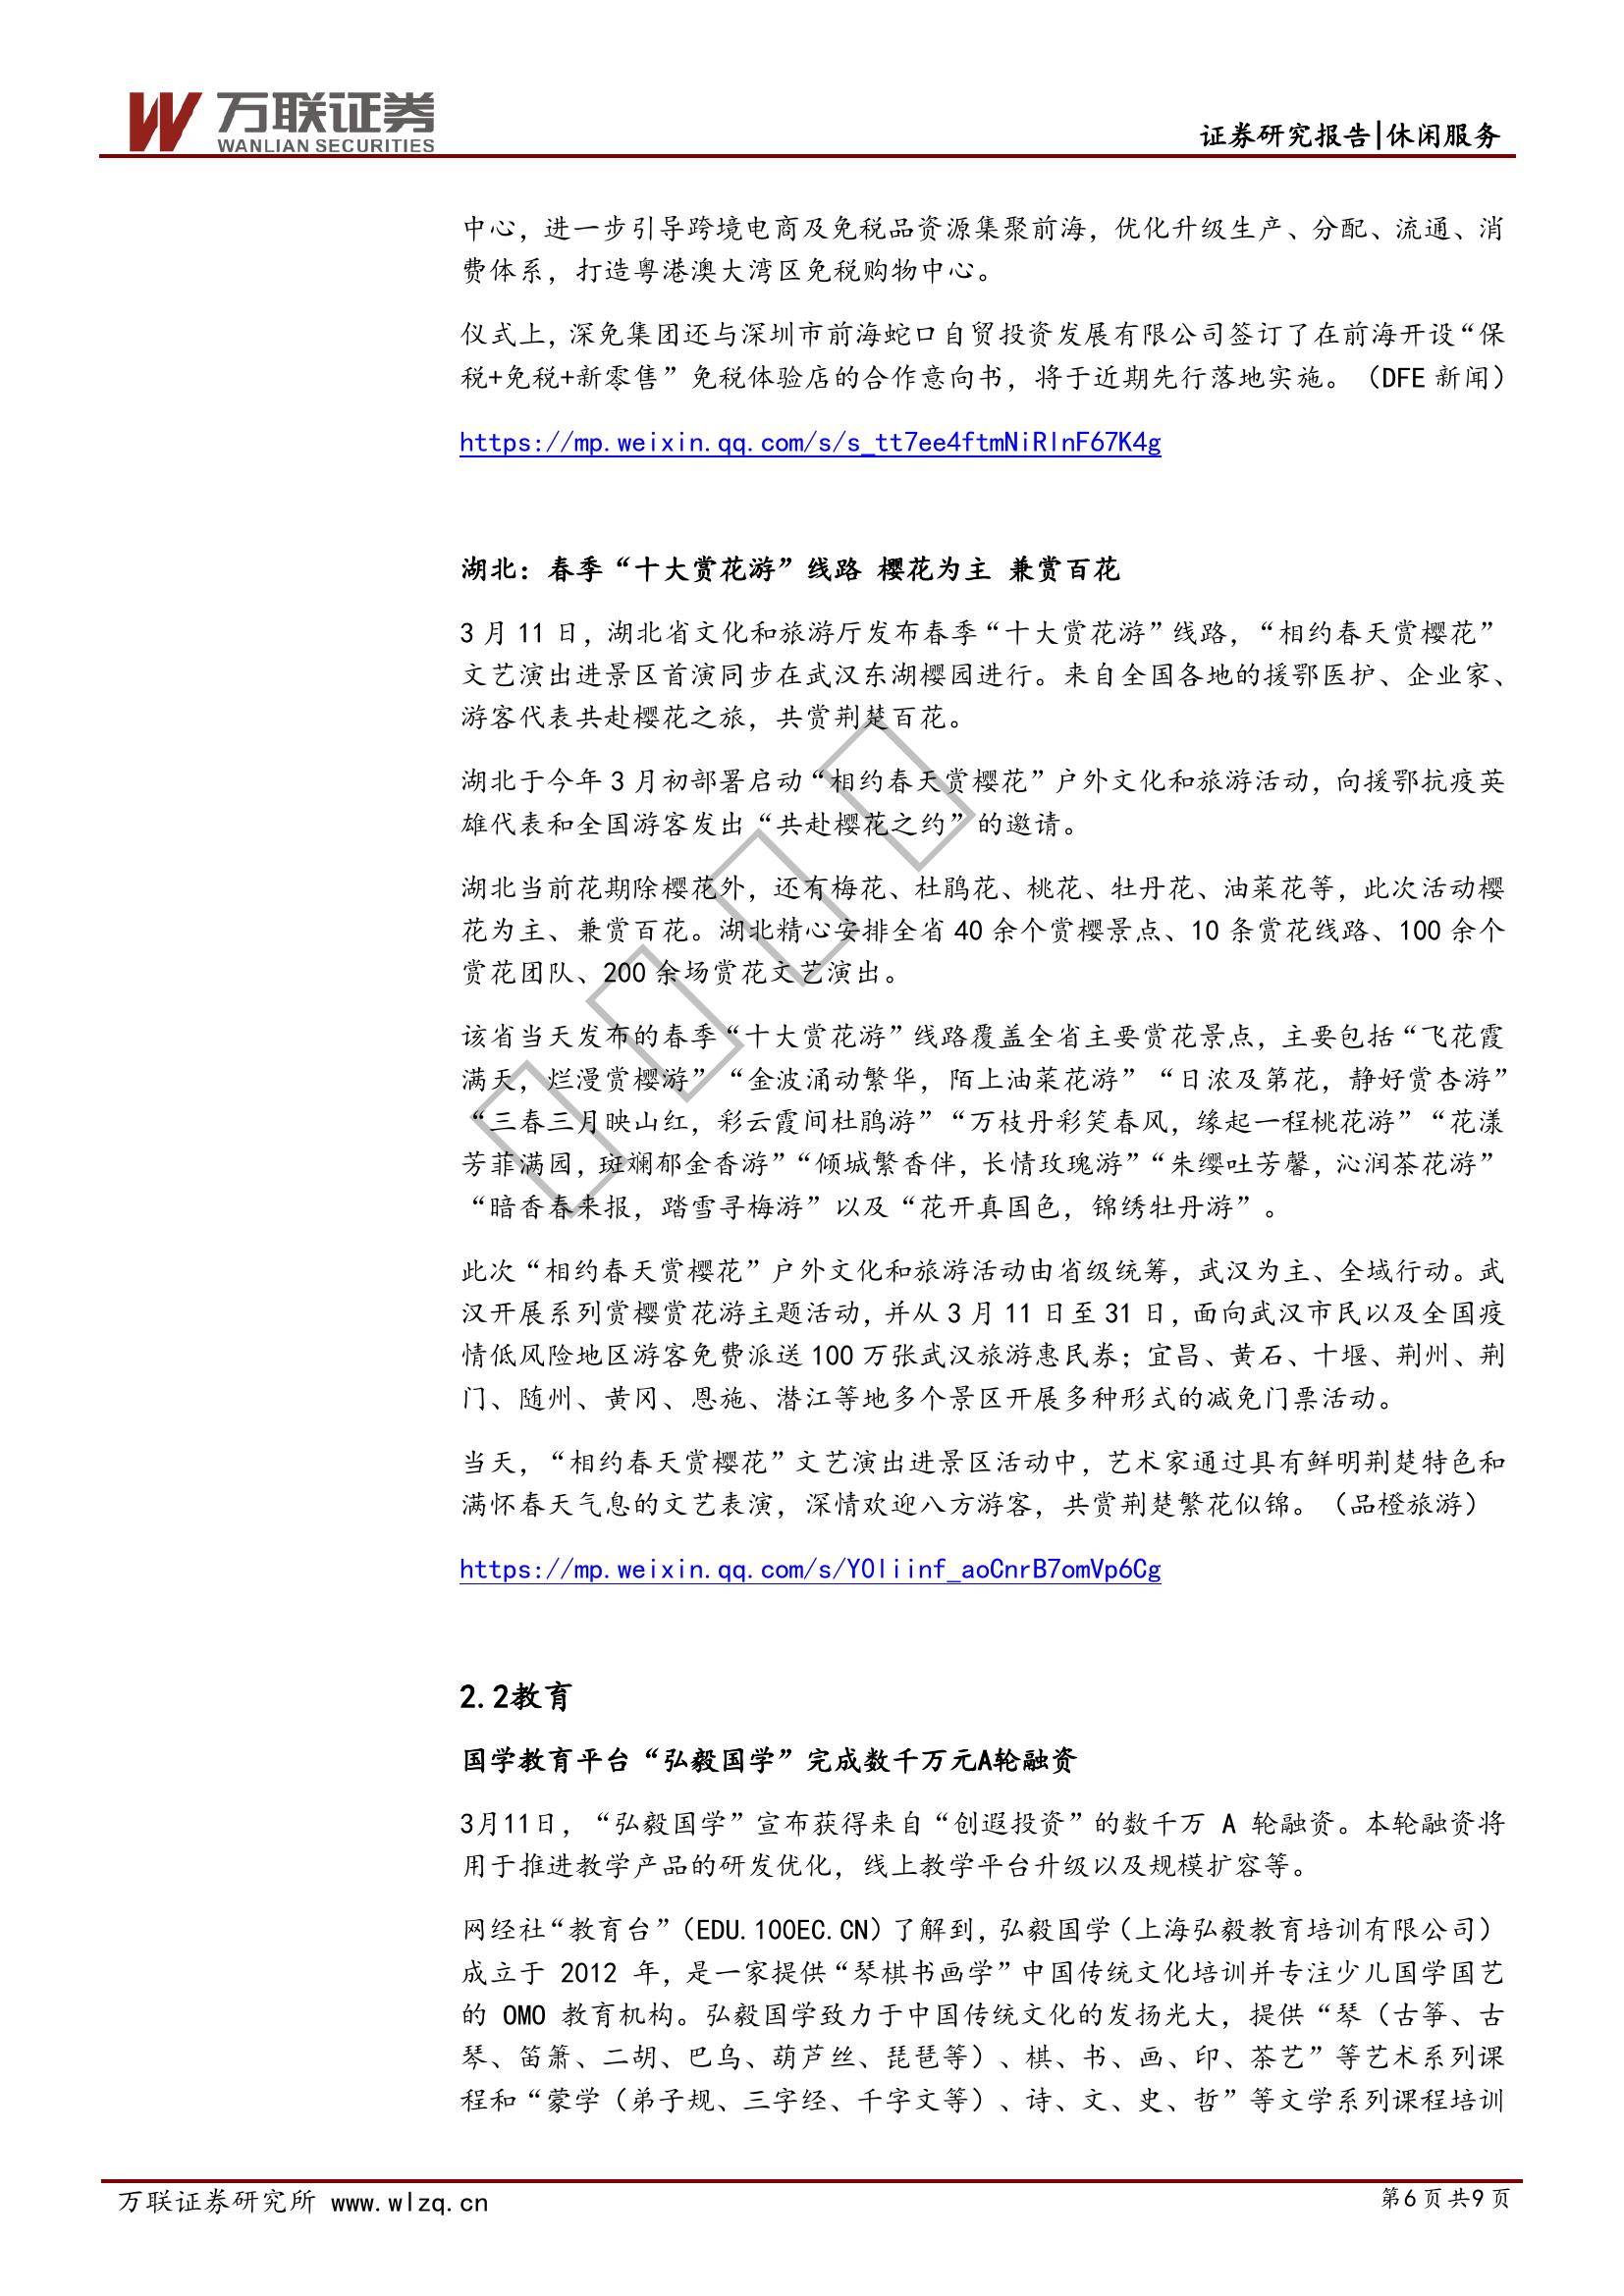 万联证券
WANLIAN SECURITIES
证券研究报告|休闲服务
中心，进一步引导跨境电商及免税品资源集聚前海，优化升级生产、分配、流通、消
费体系，打造粤港澳大湾区免税购物中心。
仪式上，深免集团还与深圳市前海蛇口自贸投资发展有限公司签订了在前海开设“保
税+免税+新零售”免税体验店的合作意向书，将于近期先行落地实施。（DFE 新闻）
https://mp.weixin.qq.com/s/s_tt7ee4ftmNiRlnF67K4g
湖北：春季“十大赏花游”线路 樱花为主 兼赏百花
3 月 11 日，湖北省文化和旅游厅发布春季“十大赏花游”线路，“相约春天赏樱花”
文艺演出进景区首演同步在武汉东湖樱园进行。来自全国各地的援鄂医护、企业家、
游客代表共赴樱花之旅，共赏荆楚百花。
湖北于今年 3 月初部署启动“相约春天赏樱花”户外文化和旅游活动，向援鄂抗疫英
雄代表和全国游客发出“共赴樱花之约”的邀请。
湖北当前花期除樱花外，还有梅花、杜鹃花、桃花、牡丹花、油菜花等，此次活动樱
花为主、兼赏百花。湖北精心安排全省 40 余个赏樱景点、10 条赏花线路、100 余个
赏花团队、200 余场赏花文艺演出。
该省当天发布的春季“十大赏花游”线路覆盖全省主要赏花景点，主要包括“飞花霞
满天，烂漫赏樱游”“金波涌动繁华，陌上油菜花游”“日浓及第花，静好赏杏游”
“三春三月映山红，彩云霞间杜鹃游”“万枝丹彩笑春风，缘起一程桃花游”“花漾
芳菲满园，斑斓郁金香游”“倾城繁香伴，长情玫瑰游”“朱缨吐芳馨，沁润茶花游”
“暗香春来报，踏雪寻梅游”以及“花开真国色，锦绣牡丹游”。
此次“相约春天赏樱花”户外文化和旅游活动由省级统筹，武汉为主、全域行动。武
汉开展系列赏樱赏花游主题活动，并从 3 月 11 日至 31 日，面向武汉市民以及全国疫
情低风险地区游客免费派送 100 万张武汉旅游惠民券；宜昌、黄石、十堰、荆州、荆
门、随州、黄冈、恩施、潜江等地多个景区开展多种形式的减免门票活动。
当天，“相约春天赏樱花”文艺演出进景区活动中，艺术家通过具有鲜明荆楚特色和
满怀春天气息的文艺表演，深情欢迎八方游客，共赏荆楚繁花似锦。（品橙旅游）
https://mp.weixin.qq.com/s/Y0liinf_aoCnrB7omVp6Cg
2.2教育
国学教育平台“弘毅国学”完成数千万元A轮融资
3月11日，“弘毅国学”宣布获得来自“创遐投资”的数千万 A 轮融资。本轮融资将
用于推进教学产品的研发优化，线上教学平台升级以及规模扩容等。
网经社“教育台”（EDU.100EC.CN）了解到，弘毅国学（上海弘毅教育培训有限公司）
成立于 2012 年，是一家提供“琴棋书画学”中国传统文化培训并专注少儿国学国艺
的 OMO 教育机构。弘毅国学致力于中国传统文化的发扬光大，提供“琴（古筝、古
琴、笛箫、二胡、巴乌、葫芦丝、琵琶等）、棋、书、画、印、茶艺”等艺术系列课
程和“蒙学（弟子规、三字经、千字文等）、诗、文、史、哲”等文学系列课程培训
万联证券研究所 www.wlzq.cn
第 6 页 共 9 页